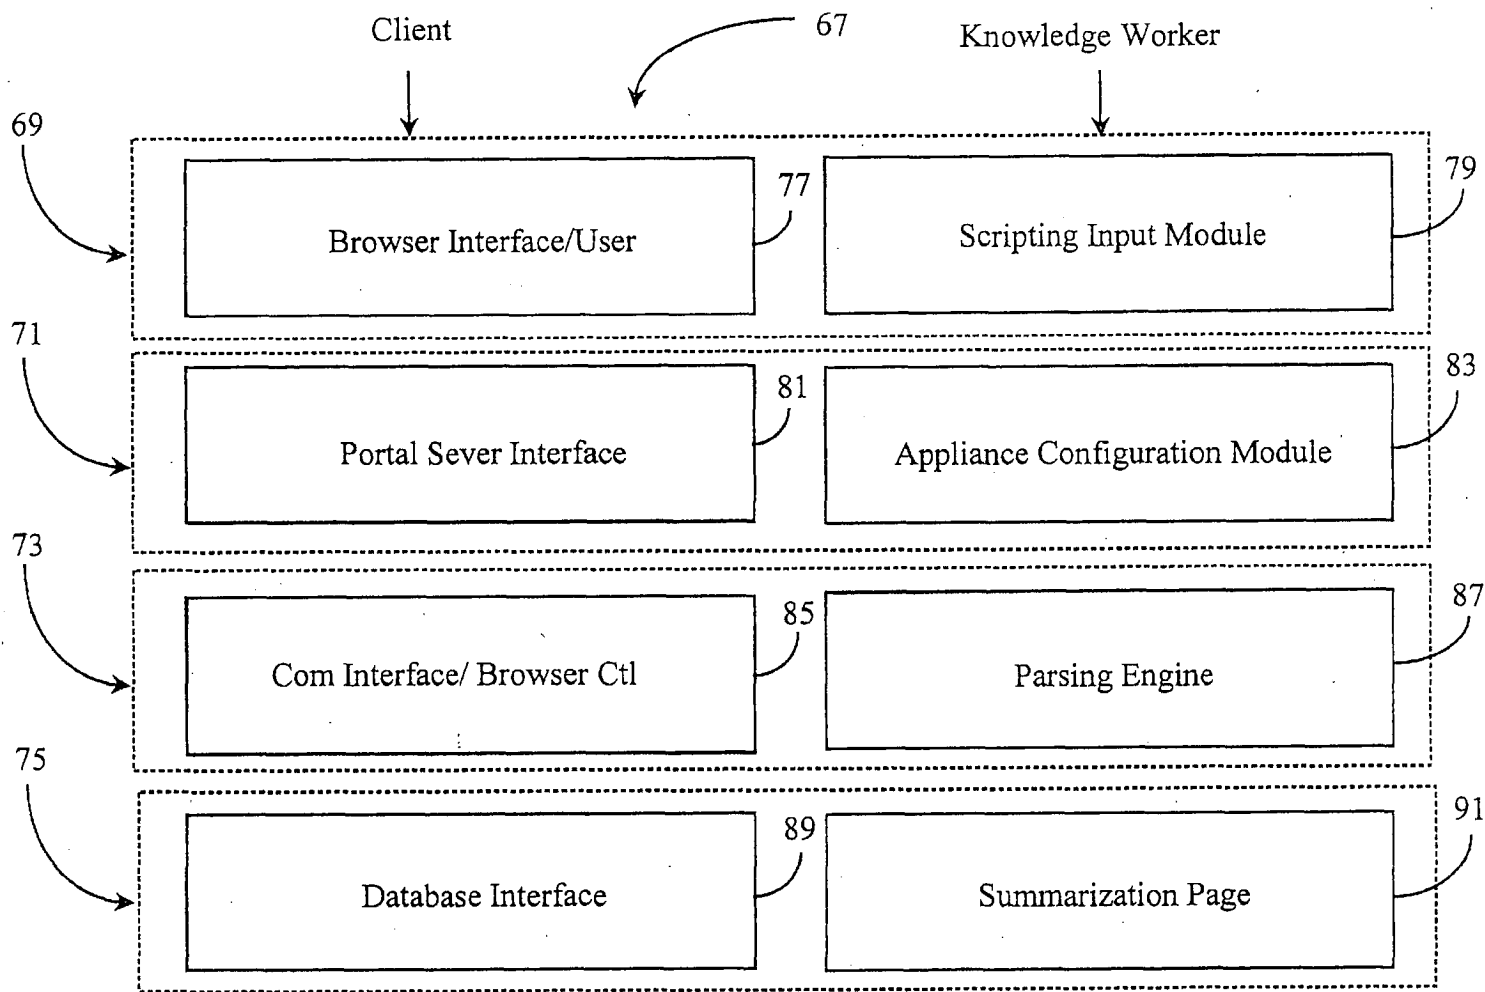 Client
67
Knowledge Worker
69
77
79
Browser Interface/User
Scripting Input Module
71
81
83
Portal Sever Interface
Appliance Configuration Module
73
85
87
Com Interface/ Browser Ctl
Parsing Engine
75
89
91
Database Interface
Summarization Page